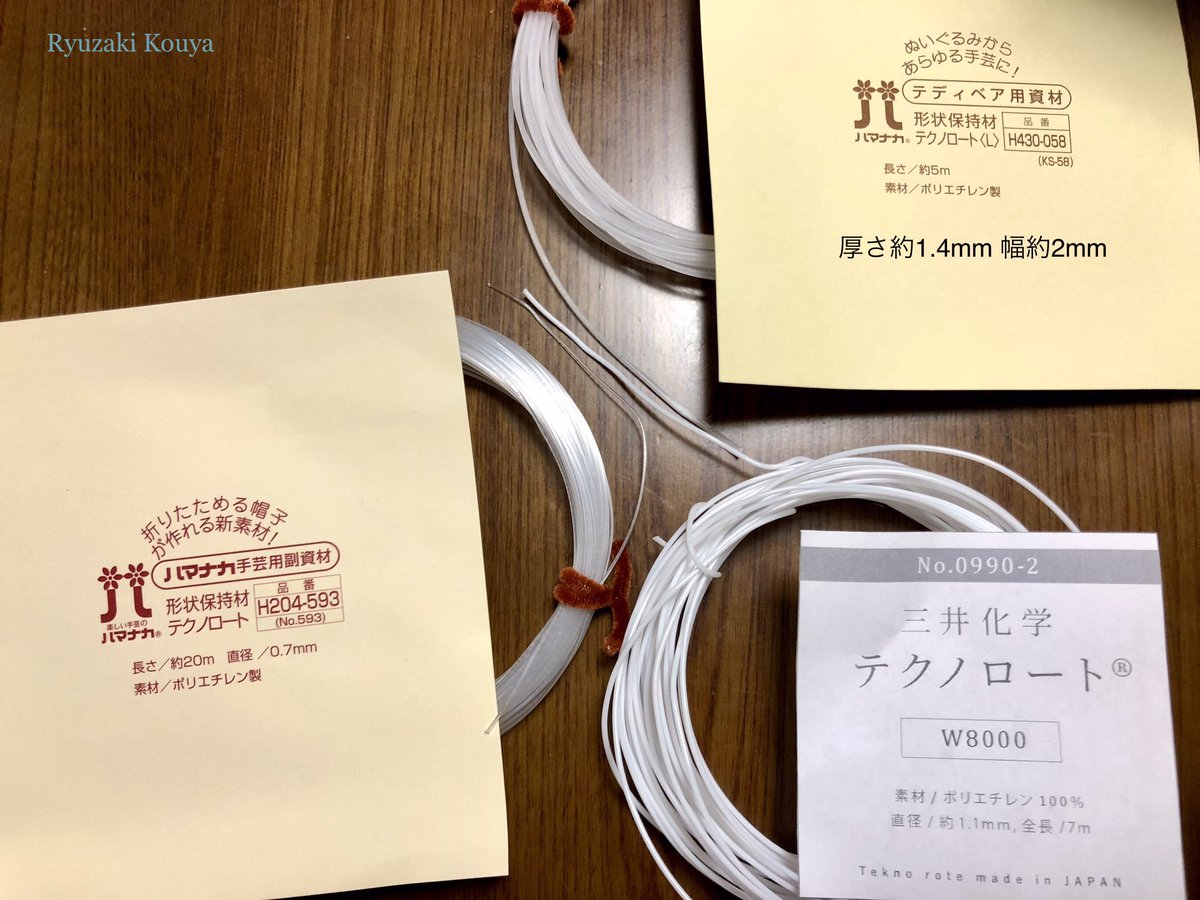 Ryuzaki Kouya
ぬいぐるみから
あらゆる手芸に!
テディベア用資材
ハマナカ®
形状保持材
テクノロート〈L〉
品番
H430-058
(KS-58)
長さ／約5m
素材／ポリエチレン製
厚さ約1.4mm 幅約2mm
折りたためる帽子
が作れる新素材!
ハマナカ手芸用副資材
楽しい手芸の
ハマナカ®
形状保持材
テクノロート
品番
H204-593
(No.593)
長さ／約20m 直径／0.7mm
素材／ポリエチレン製
No.0990-2
三井化学
テクノロート®
W8000
素材 / ポリエチレン 100%
直径 / 約 1.1mm, 全長 /7m
Tekno rote made in JAPAN